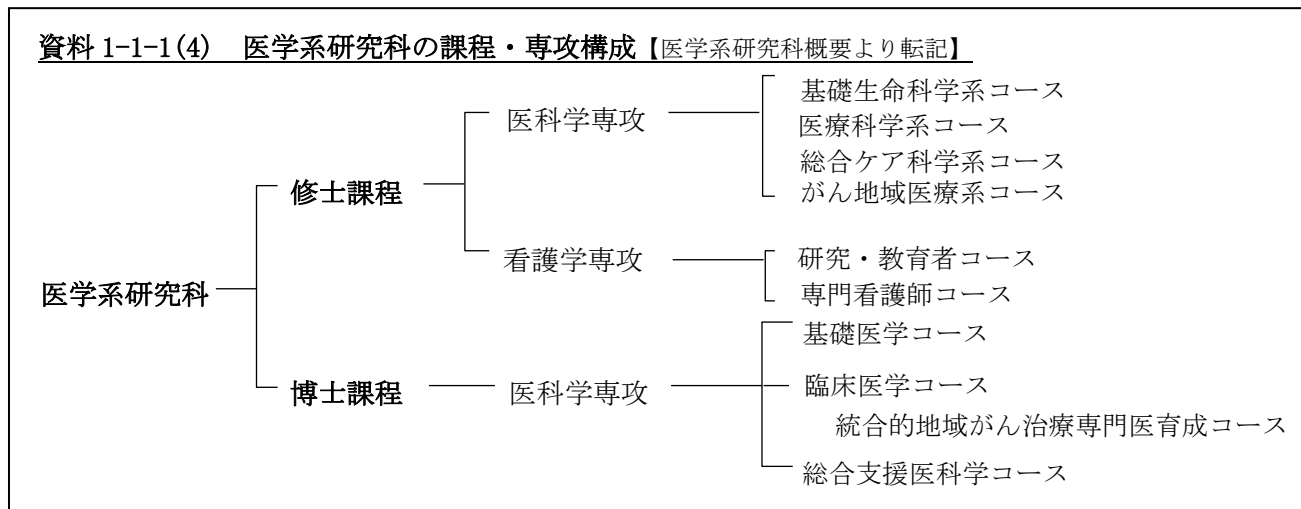 資料 1-1-1(4) 医学系研究科の課程・専攻構成【医学系研究科概要より転記】
医学系研究科
修士課程
医科学専攻
基礎生命科学系コース
医療科学系コース
総合ケア科学系コース
がん地域医療系コース
看護学専攻
研究・教育者コース
専門看護師コース
博士課程
医科学専攻
基礎医学コース
臨床医学コース
統合的地域がん治療専門医育成コース
総合支援医科学コース